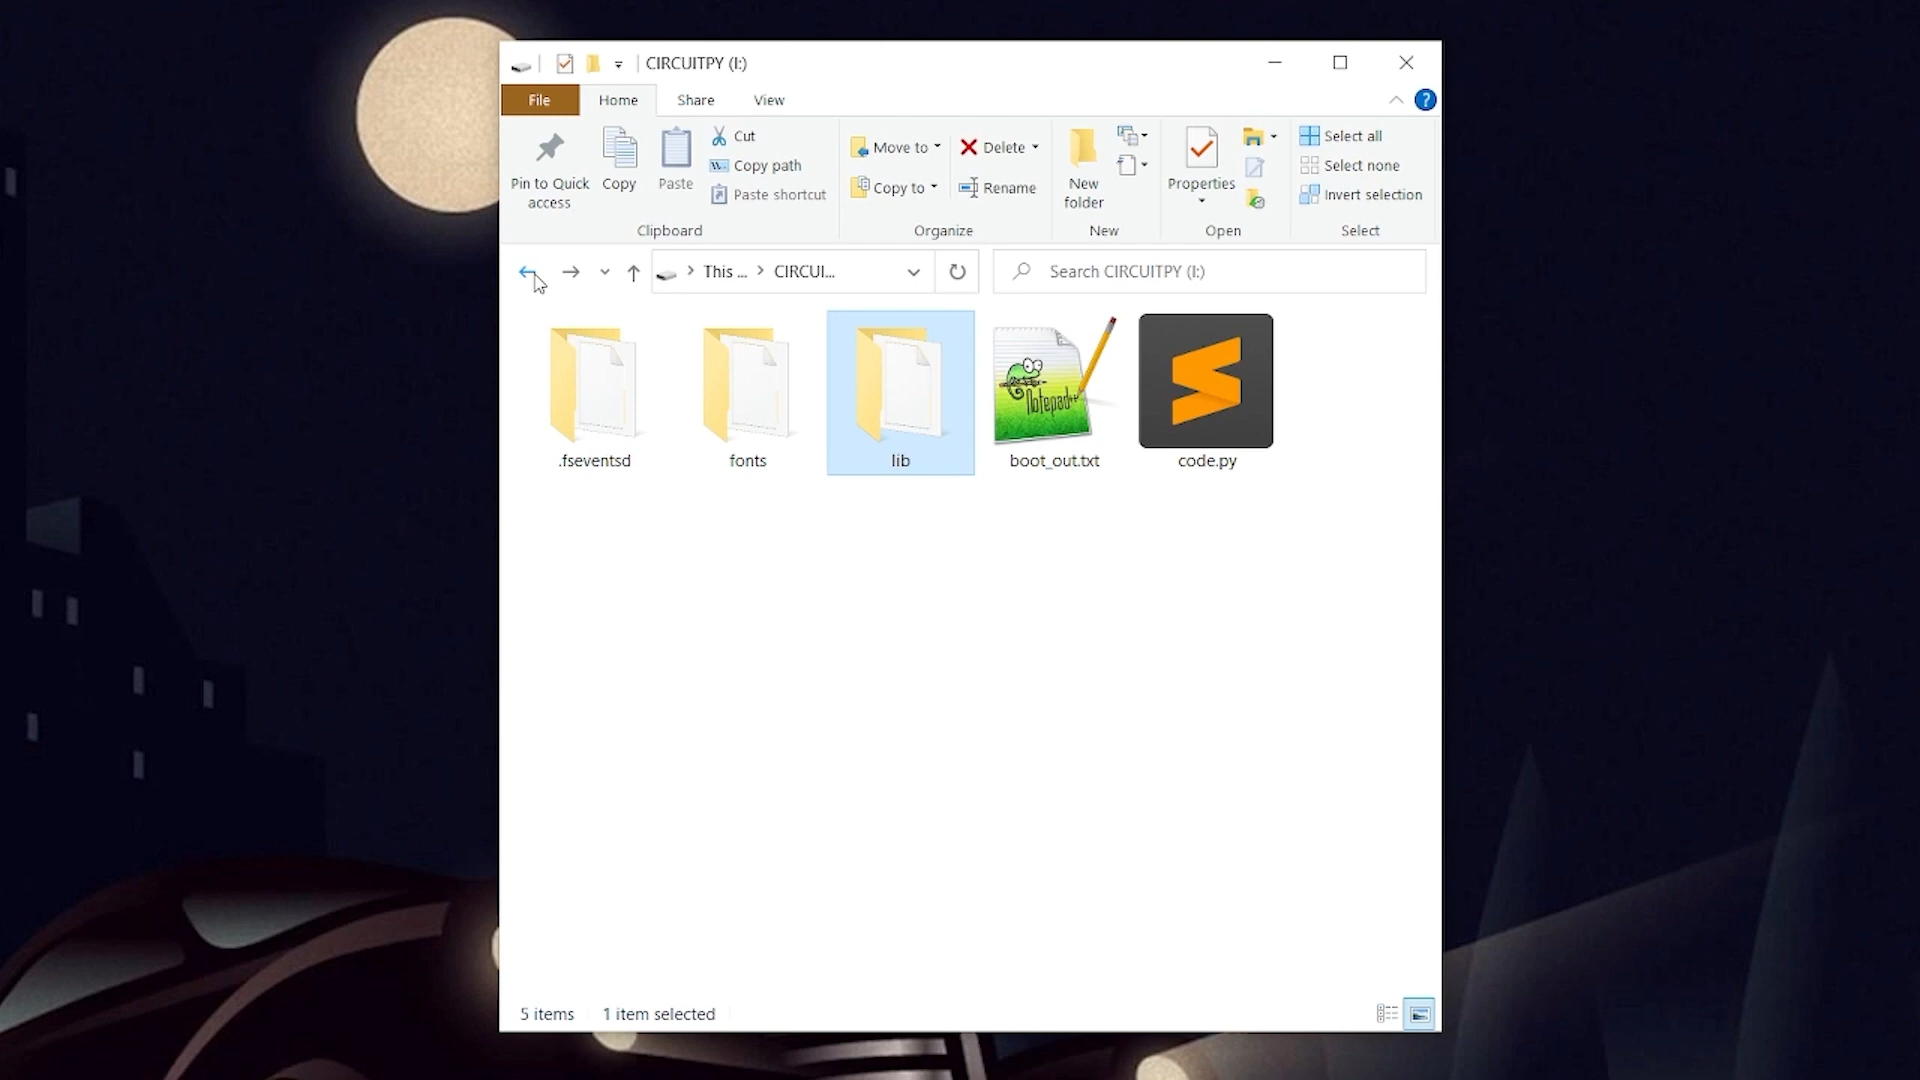 CIRCUITPY (I:)
File Home Share View
Pin to Quick access
Copy
Paste
Cut
Copy path
Paste shortcut
Clipboard
Move to
Copy to
Delete
Rename
Organize
New folder
New
Properties
Open
Select all
Select none
Invert selection
Select
This ... CIRCUI...
Search CIRCUITPY (I:)
.fseventsd
fonts
lib
Notepad++
boot_out.txt
code.py
5 items 1 item selected